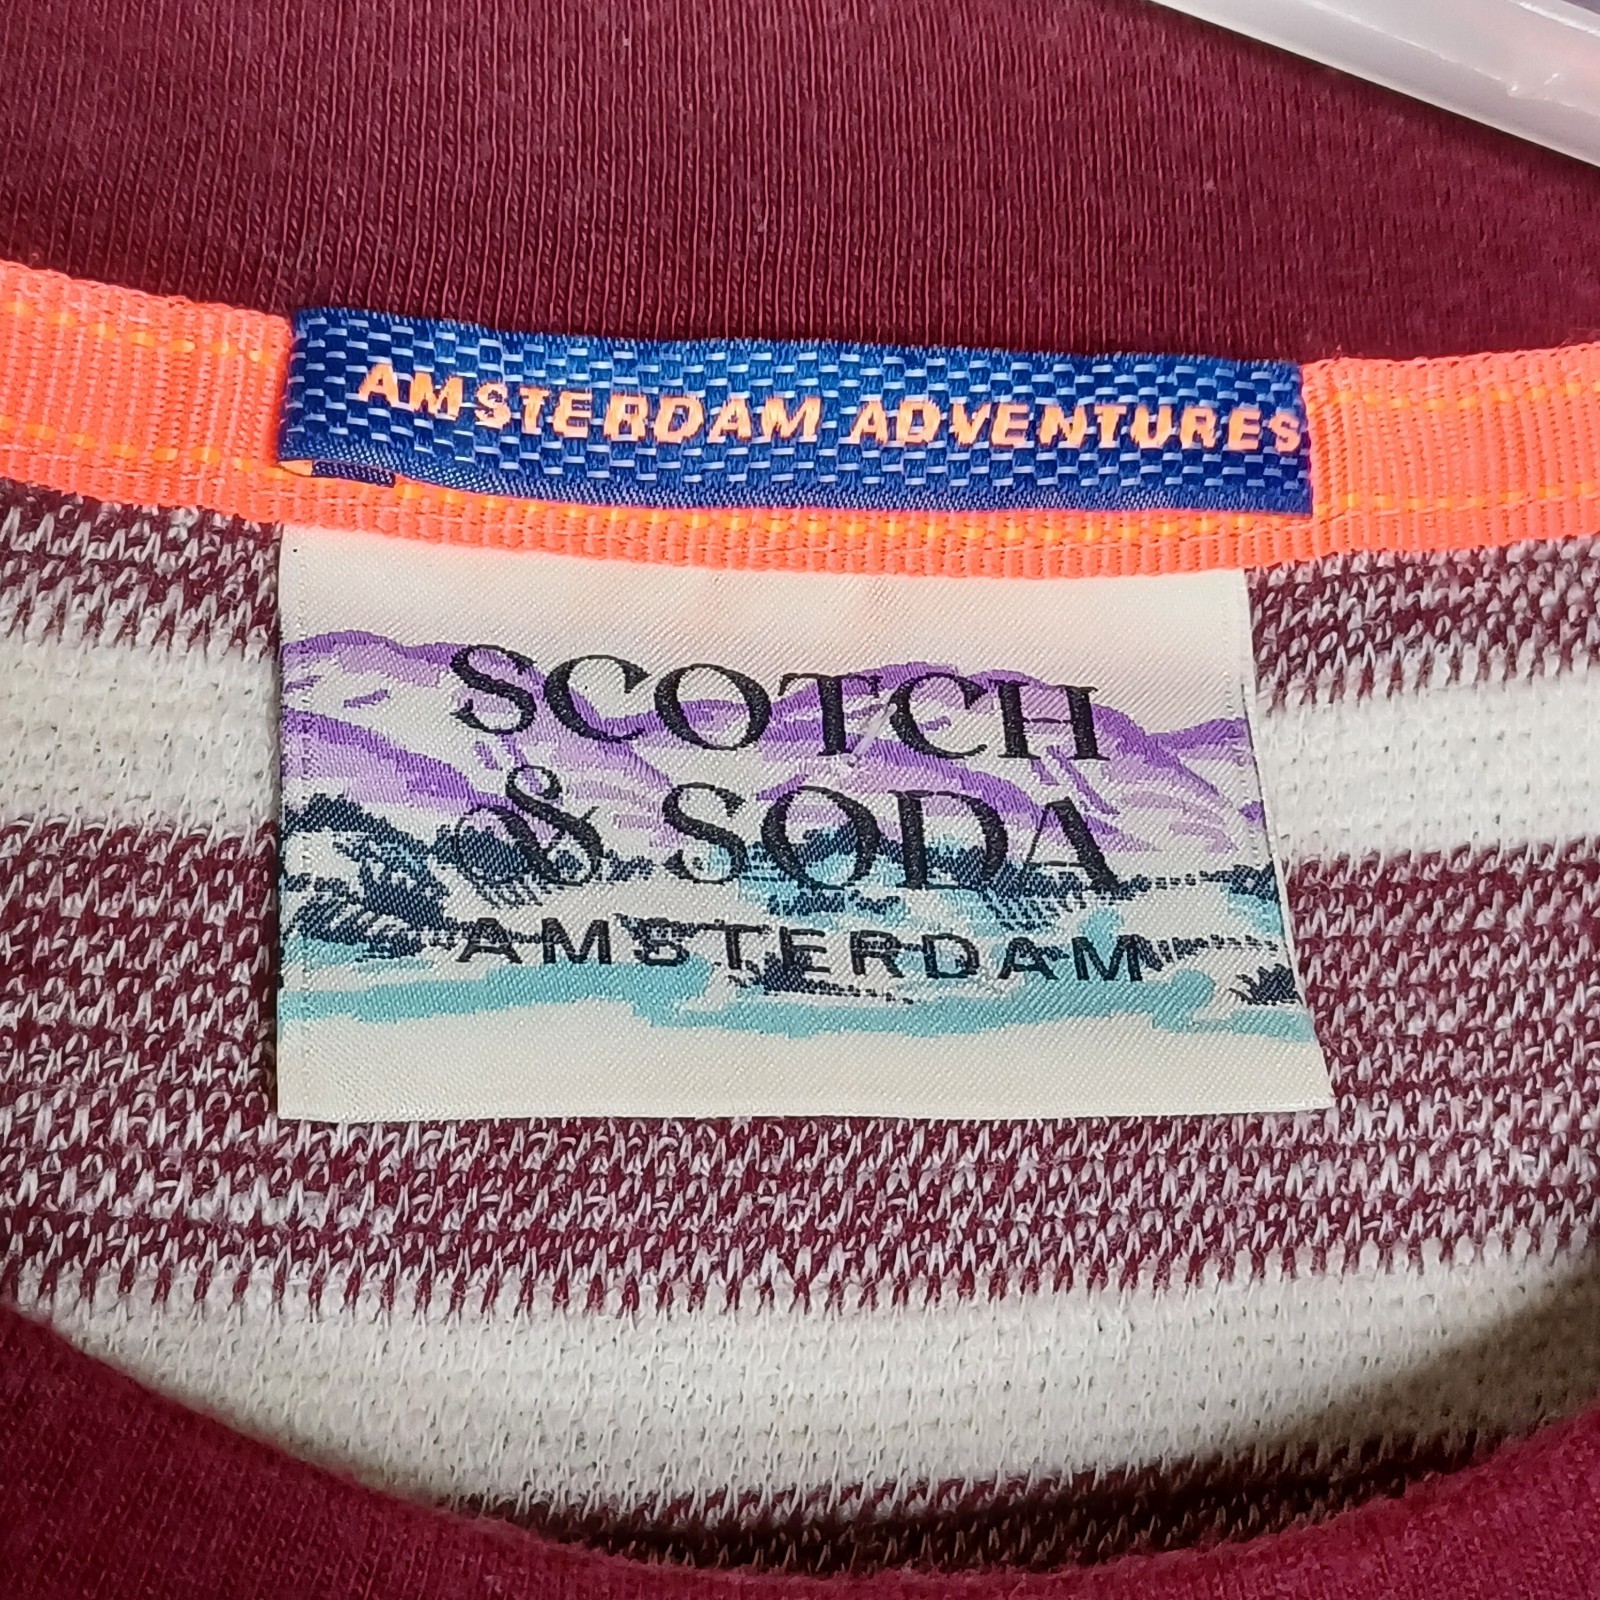 AMSTERDAM ADVENTURES
SCOTCH
& SODA
AMSTERDAM